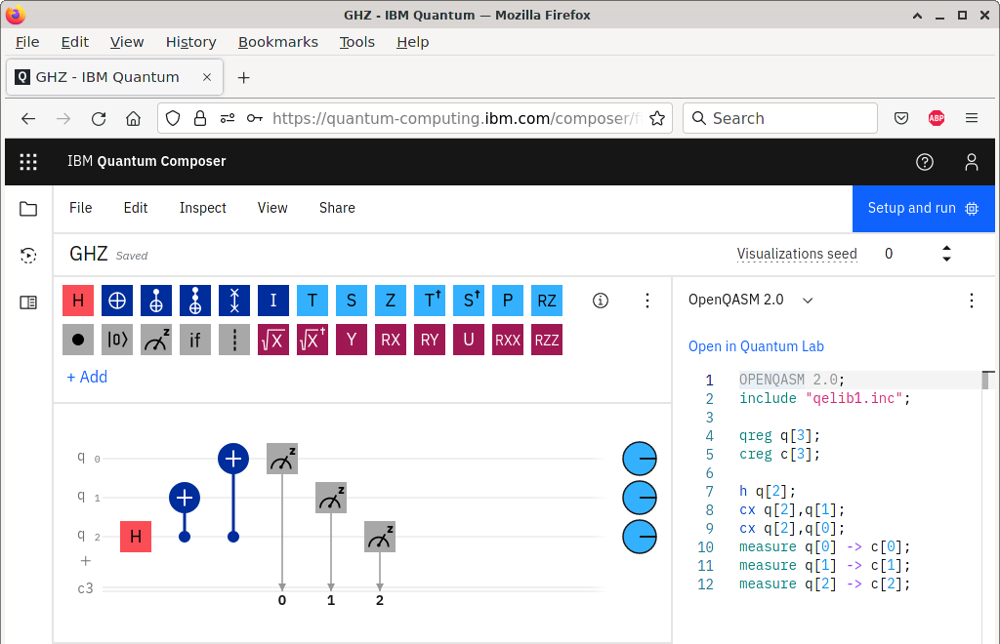 GHZ - IBM Quantum — Mozilla Firefox
File Edit View History Bookmarks Tools Help
Q GHZ - IBM Quantum
https://quantum-computing.ibm.com/composer/f
Search
ABP
IBM Quantum Composer
File Edit Inspect View Share
Setup and run
GHZ Saved
Visualizations seed 0
H I T S Z T† S† P RZ
|0⟩ z if √X √X† Y RX RY U RXX RZZ
+ Add
q 0 z
q 1 z
q 2 H z
+
c3
0 1 2
OpenQASM 2.0
Open in Quantum Lab
1 OPENQASM 2.0;
2 include "qelib1.inc";
3
4 qreg q[3];
5 creg c[3];
6
7 h q[2];
8 cx q[2],q[1];
9 cx q[2],q[0];
10 measure q[0] -> c[0];
11 measure q[1] -> c[1];
12 measure q[2] -> c[2];